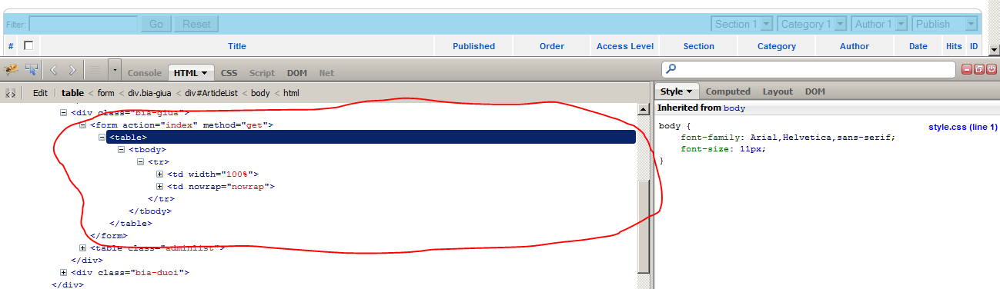 Filter: Go Reset Section 1 Category 1 Author 1 Publish
# Title Published Order Access Level Section Category Author Date Hits ID
Console HTML CSS Script DOM Net
Edit table < form < div.bia-giua < div#ArticleList < body < html
<div class="bia-giua">
<form action="index" method="get">
<table>
<tbody>
<tr>
<td width="100%">
<td nowrap="nowrap">
</tr>
</tbody>
</table>
</form>
<table class="adminlist">
</div>
<div class="bia-duoi">
</div>
Style Computed Layout DOM
Inherited from body
body { style.css (line 1)
font-family: Arial,Helvetica,sans-serif;
font-size: 11px;
}